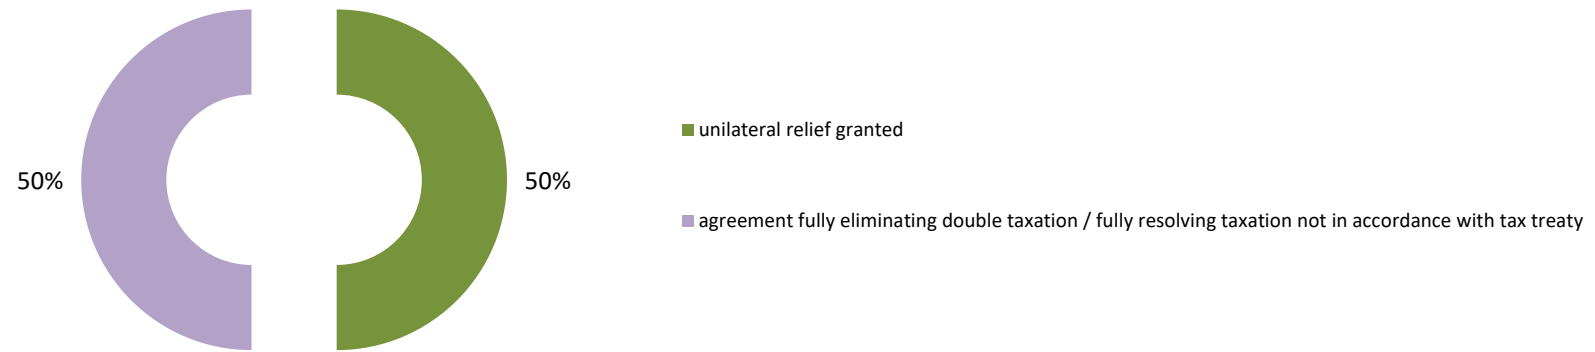 50%
50%
unilateral relief granted
agreement fully eliminating double taxation / fully resolving taxation not in accordance with tax treaty